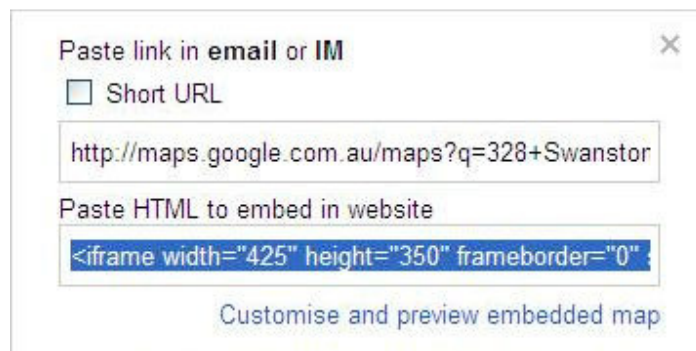 Paste link in email or IM
Short URL
http://maps.google.com.au/maps?q=328+Swanston
Paste HTML to embed in website
<iframe width="425" height="350" frameborder="0"
Customise and preview embedded map